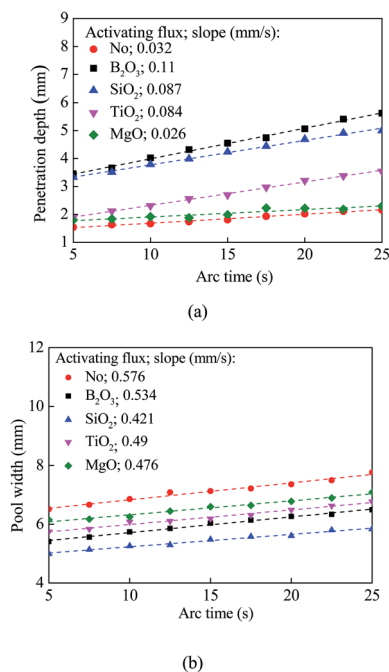 9
8
7
6
5
4
3
2
1
Penetration depth (mm)
Activating flux; slope (mm/s):
No; 0.032
B₂O₃; 0.11
SiO₂; 0.087
TiO₂; 0.084
MgO; 0.026
5 10 15 20 25
Arc time (s)
(a)
12
10
8
6
4
Pool width (mm)
Activating flux; slope (mm/s):
No; 0.576
B₂O₃; 0.534
SiO₂; 0.421
TiO₂; 0.49
MgO; 0.476
5 10 15 20 25
Arc time (s)
(b)